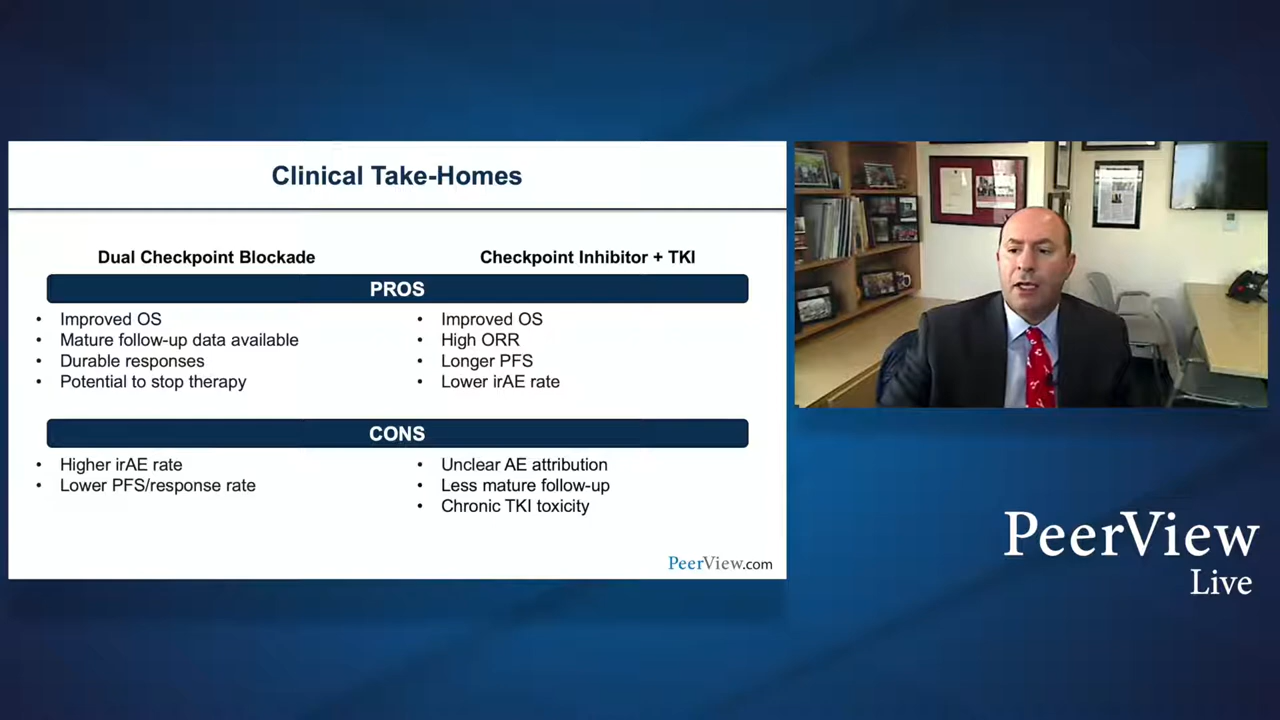 Clinical Take-Homes
Dual Checkpoint Blockade
Checkpoint Inhibitor + TKI
PROS
• Improved OS
• Mature follow-up data available
• Durable responses
• Potential to stop therapy
• Improved OS
• High ORR
• Longer PFS
• Lower irAE rate
CONS
• Higher irAE rate
• Lower PFS/response rate
• Unclear AE attribution
• Less mature follow-up
• Chronic TKI toxicity
PeerView.com
PeerView
Live